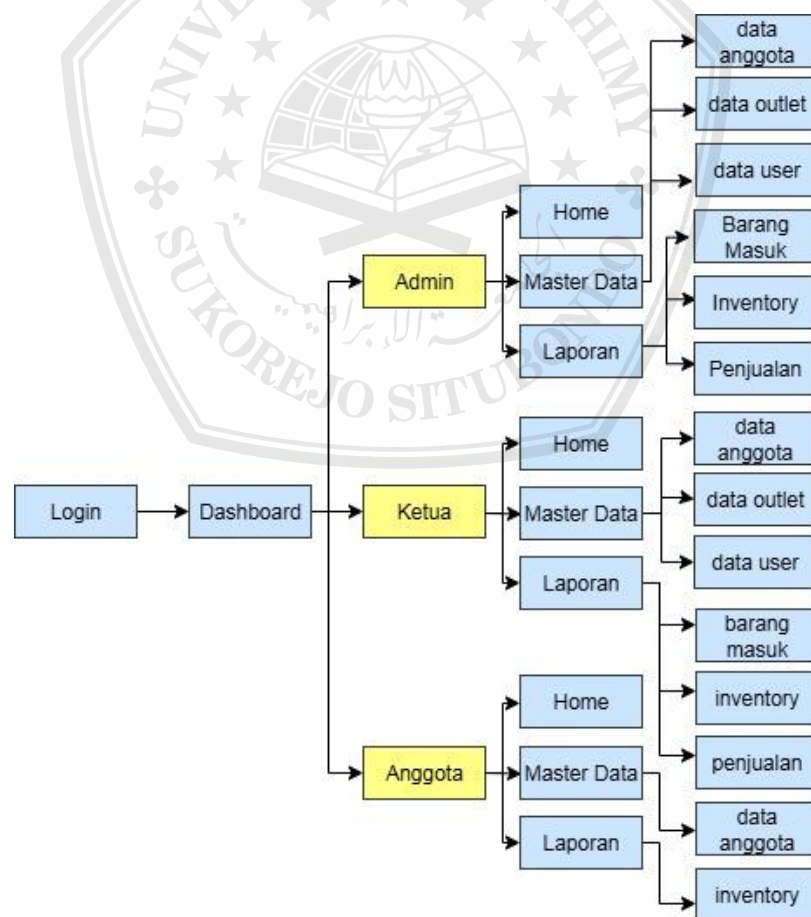 data
anggota
data outlet
data user
Home
Barang
Masuk
Admin
Master Data
Inventory
Laporan
Penjualan
SUKOREJO SITUBONDO
Home
data
anggota
Login
Dashboard
Ketua
Master Data
data outlet
Laporan
data user
barang
masuk
Home
inventory
Anggota
Master Data
penjualan
Laporan
data
anggota
inventory